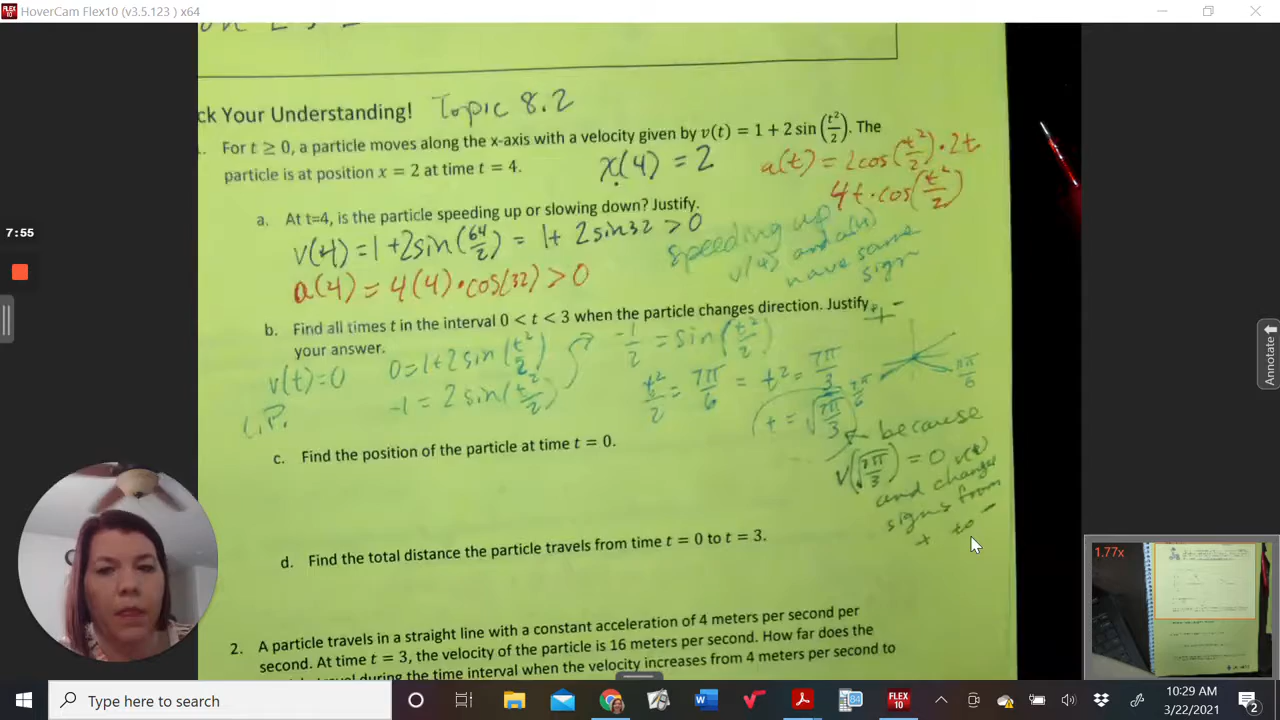 HoverCam Flex10 (v3.5.123 ) x64
ck Your Understanding! Topic 8.2
For t ≥ 0, a particle moves along the x-axis with a velocity given by v(t) = 1 + 2 sin (t²/2). The
particle is at position x = 2 at time t = 4.
x(4) = 2
a(t) = 2cos(t²/2)·2t
4t·cos(t²/2)
a. At t=4, is the particle speeding up or slowing down? Justify.
v(4) = 1 + 2sin(64/2) = 1 + 2sin32 > 0
a(4) = 4(4)·cos(32) > 0
speeding up
v(4) and a(4)
have same
sign
b. Find all times t in the interval 0 < t < 3 when the particle changes direction. Justify
your answer.
v(t) = 0
0 = 1 + 2sin(t²/2)
-1 = 2sin(t²/2)
-1/2 = sin(t²/2)
t²/2 = 7π/6 = t² = 7π/3
t = √7π/3
+ -
7π/6
because
v(√7π/3) = 0 v(t)
and changes
signs from
+ to -
c. Find the position of the particle at time t = 0.
d. Find the total distance the particle travels from time t = 0 to t = 3.
2. A particle travels in a straight line with a constant acceleration of 4 meters per second per
second. At time t = 3, the velocity of the particle is 16 meters per second. How far does the
travel during the time interval when the velocity increases from 4 meters per second to
7:55
Annotate
1.77x
Type here to search
FLEX 10
10:29 AM
3/22/2021
2